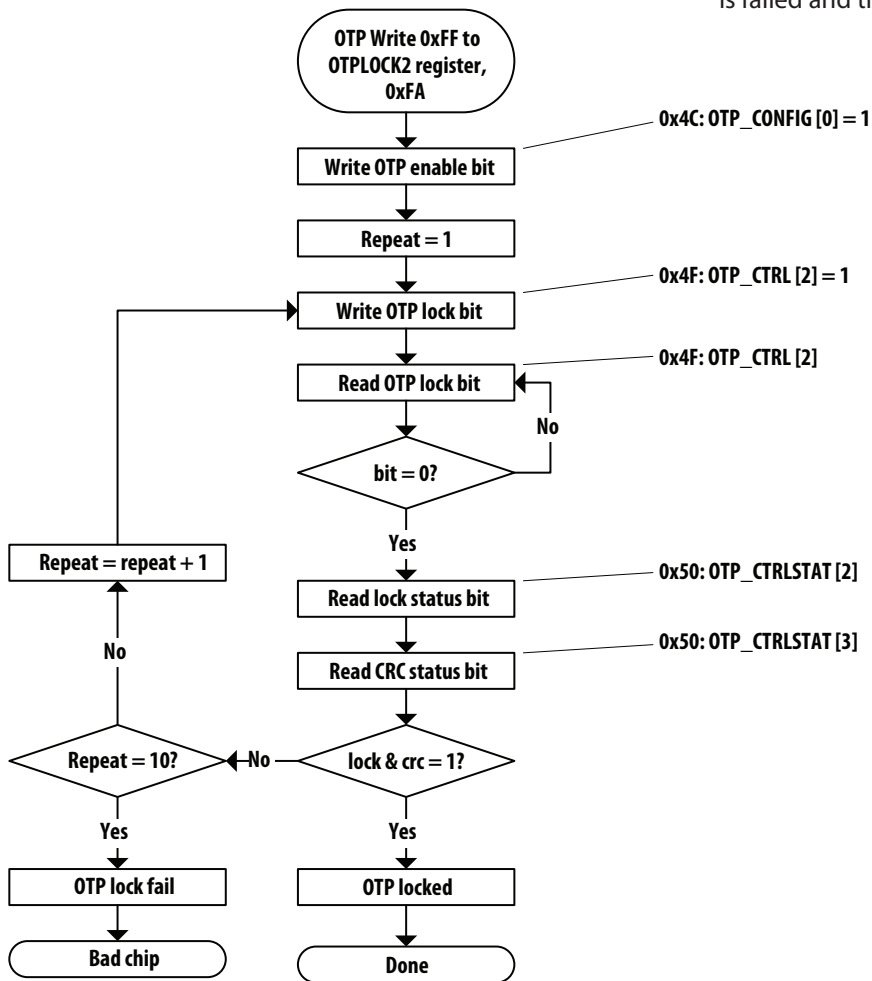 is failed and th
OTP Write 0xFF to
OTPLOCK2 register,
0xFA
0x4C: OTP_CONFIG [0] = 1
Write OTP enable bit
Repeat = 1
0x4F: OTP_CTRL [2] = 1
Write OTP lock bit
0x4F: OTP_CTRL [2]
Read OTP lock bit
No
bit = 0?
Yes
Repeat = repeat + 1
0x50: OTP_CTRLSTAT [2]
Read lock status bit
0x50: OTP_CTRLSTAT [3]
No
Read CRC status bit
Repeat = 10?
No
lock & crc = 1?
Yes
Yes
OTP lock fail
OTP locked
Bad chip
Done